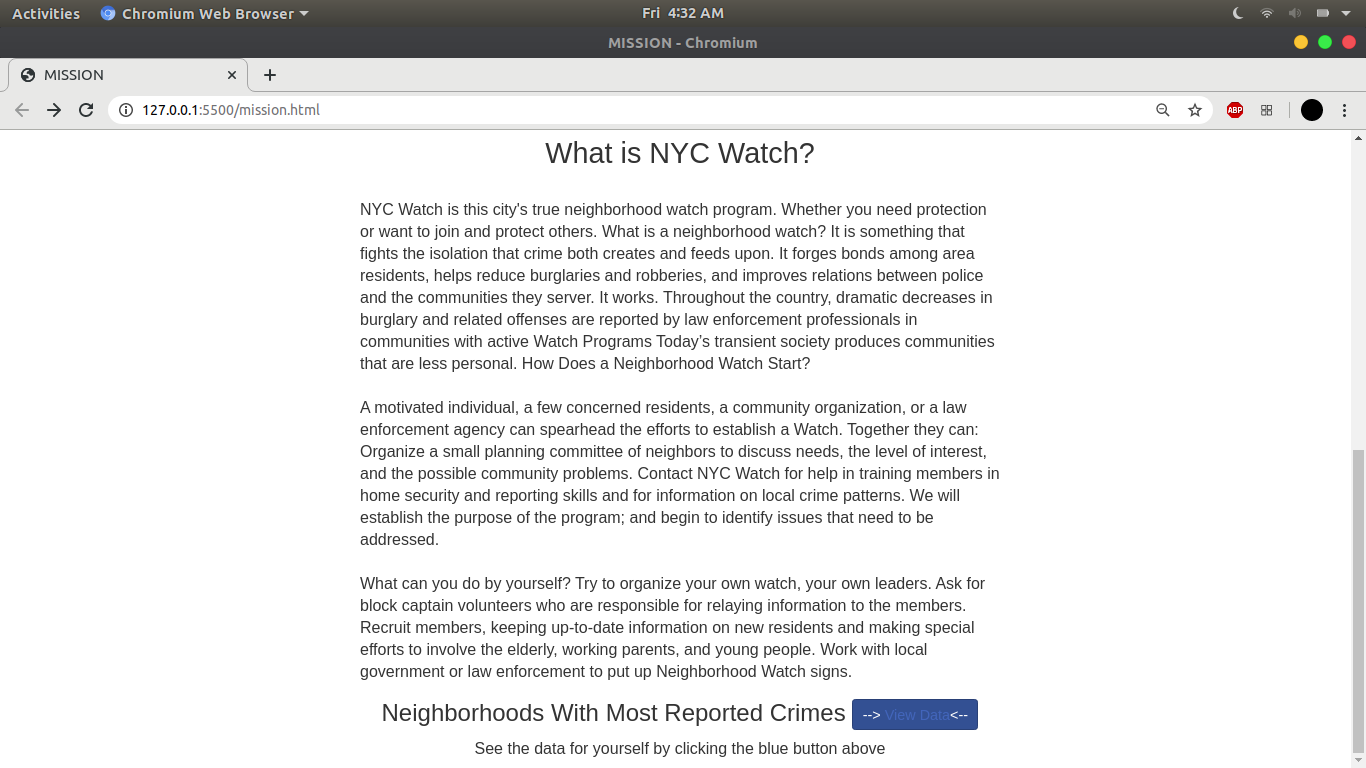 Activities Chromium Web Browser Fri 4:32 AM
MISSION - Chromium
MISSION
127.0.0.1:5500/mission.html ABP
What is NYC Watch?
NYC Watch is this city's true neighborhood watch program. Whether you need protection
or want to join and protect others. What is a neighborhood watch? It is something that
fights the isolation that crime both creates and feeds upon. It forges bonds among area
residents, helps reduce burglaries and robberies, and improves relations between police
and the communities they server. It works. Throughout the country, dramatic decreases in
burglary and related offenses are reported by law enforcement professionals in
communities with active Watch Programs Today’s transient society produces communities
that are less personal. How Does a Neighborhood Watch Start?
A motivated individual, a few concerned residents, a community organization, or a law
enforcement agency can spearhead the efforts to establish a Watch. Together they can:
Organize a small planning committee of neighbors to discuss needs, the level of interest,
and the possible community problems. Contact NYC Watch for help in training members in
home security and reporting skills and for information on local crime patterns. We will
establish the purpose of the program; and begin to identify issues that need to be
addressed.
What can you do by yourself? Try to organize your own watch, your own leaders. Ask for
block captain volunteers who are responsible for relaying information to the members.
Recruit members, keeping up-to-date information on new residents and making special
efforts to involve the elderly, working parents, and young people. Work with local
government or law enforcement to put up Neighborhood Watch signs.
Neighborhoods With Most Reported Crimes --> View Data<--
See the data for yourself by clicking the blue button above